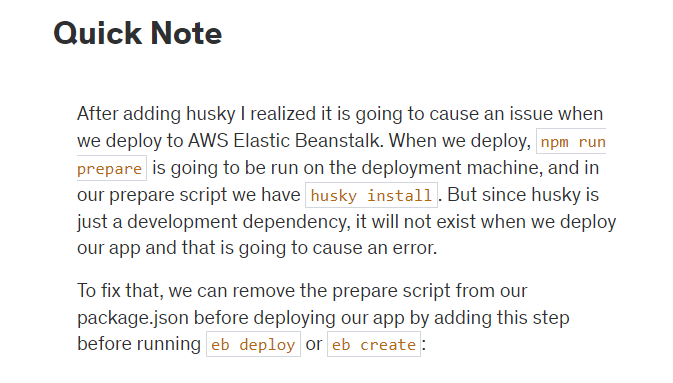 Quick Note
After adding husky I realized it is going to cause an issue when
we deploy to AWS Elastic Beanstalk. When we deploy, npm run
prepare is going to be run on the deployment machine, and in
our prepare script we have husky install. But since husky is
just a development dependency, it will not exist when we deploy
our app and that is going to cause an error.
To fix that, we can remove the prepare script from our
package.json before deploying our app by adding this step
before running eb deploy or eb create: